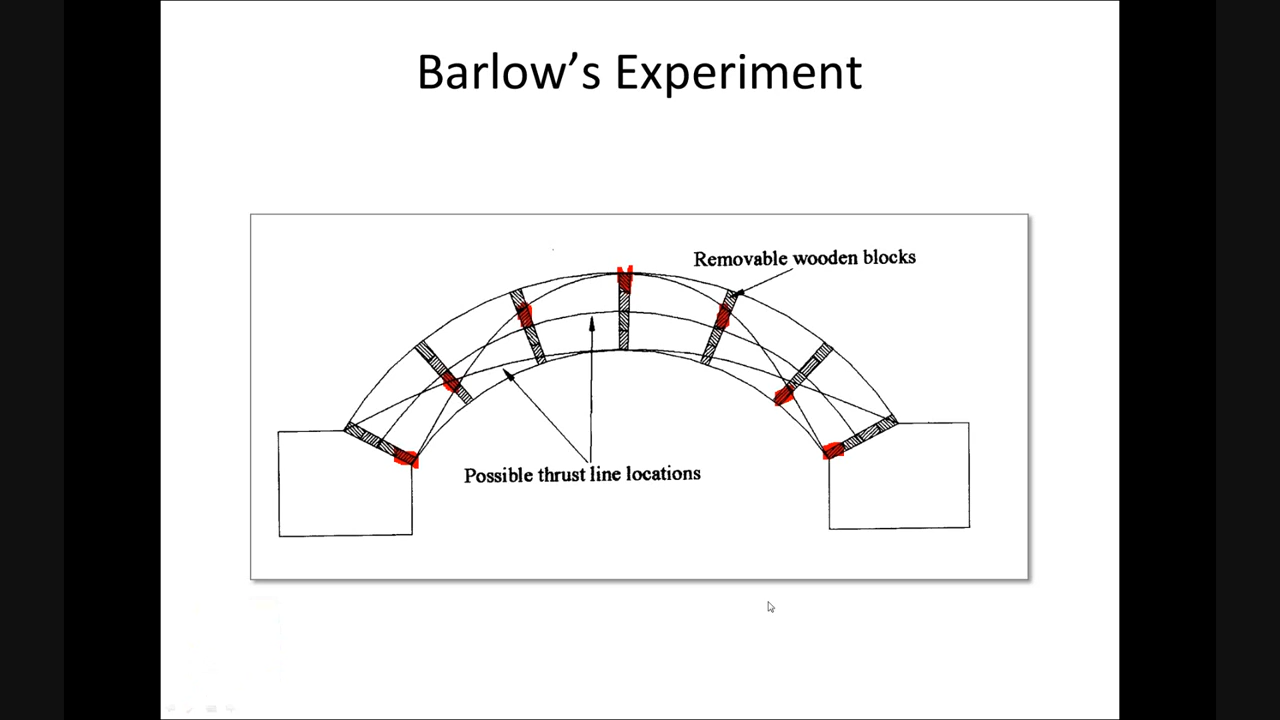 Barlow’s Experiment
Removable wooden blocks
Possible thrust line locations